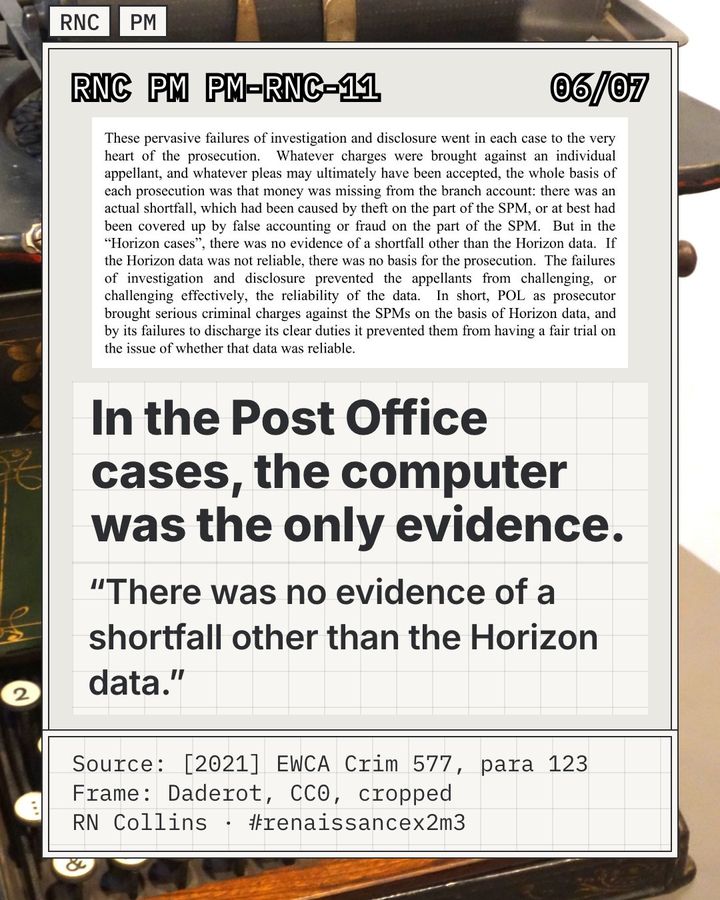 RNC PM
RNC PM PM-RNC-11 06/07
These pervasive failures of investigation and disclosure went in each case to the very
heart of the prosecution. Whatever charges were brought against an individual
appellant, and whatever pleas may ultimately have been accepted, the whole basis of
each prosecution was that money was missing from the branch account: there was an
actual shortfall, which had been caused by theft on the part of the SPM, or at best had
been covered up by false accounting or fraud on the part of the SPM. But in the
“Horizon cases”, there was no evidence of a shortfall other than the Horizon data. If
the Horizon data was not reliable, there was no basis for the prosecution. The failures
of investigation and disclosure prevented the appellants from challenging, or
challenging effectively, the reliability of the data. In short, POL as prosecutor
brought serious criminal charges against the SPMs on the basis of Horizon data, and
by its failures to discharge its clear duties it prevented them from having a fair trial on
the issue of whether that data was reliable.
In the Post Office
cases, the computer
was the only evidence.
“There was no evidence of a
shortfall other than the Horizon
data.”
2
&
Source: [2021] EWCA Crim 577, para 123
Frame: Daderot, CC0, cropped
RN Collins · #renaissancex2m3